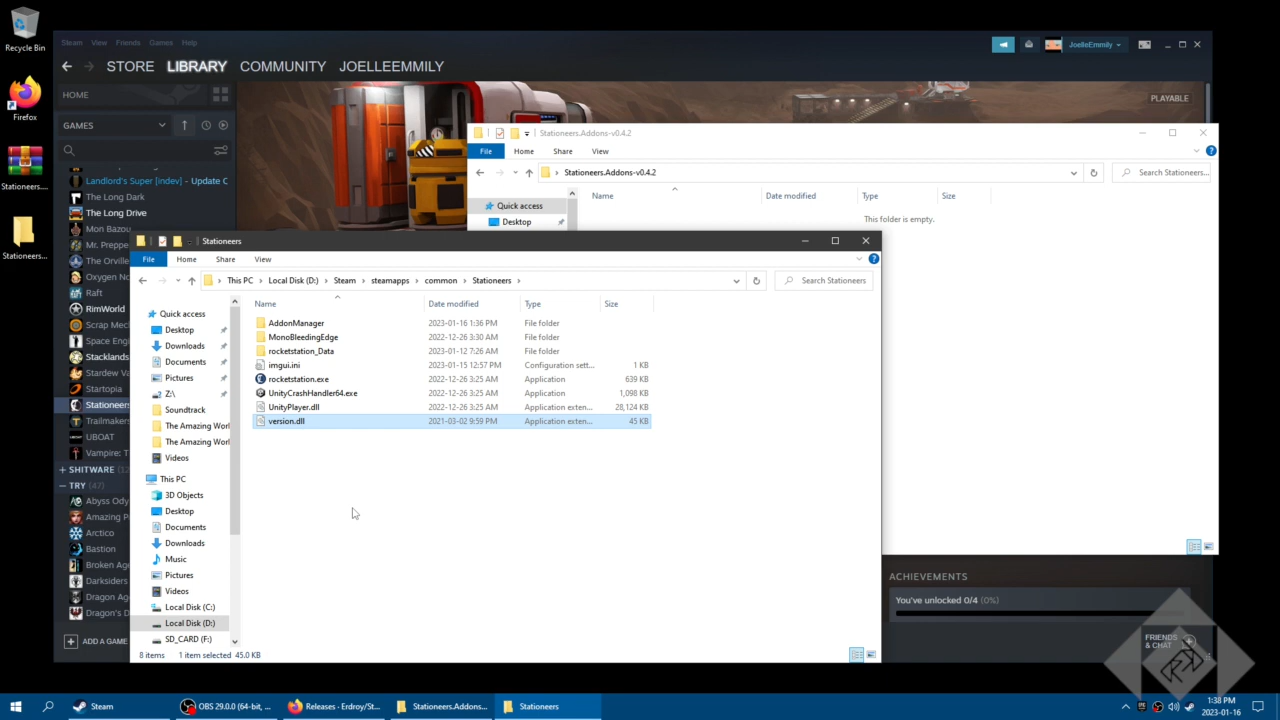 Recycle Bin
Firefox
Stationeers....
Stationeers...
Steam View Friends Games Help
JoelleEmmily
STORE LIBRARY COMMUNITY JOELLEEMMILY
HOME
GAMES
PLAYABLE
Landlord's Super [indev] - Update C
The Long Dark
The Long Drive
Mon Bazou
Mr. Preppe
The Orville
Oxygen No
Raft
RimWorld
Scrap Mech
Space Eng
Stacklands
Stardew Va
Startopia
Stationeers
Trailmakers
UBOAT
Vampire: T
SHITWARE (12
TRY (47)
Abyss Ody
Amazing P
Arctico
Bastion
Broken Age
Darksiders
Dragon Ag
Dragon's D
ADD A GAME
Stationeers.Addons-v0.4.2
File Home Share View
Stationeers.Addons-v0.4.2
Search Stationeers...
Name Date modified Type Size
Quick access
Desktop
This folder is empty.
Stationeers
File Home Share View
This PC Local Disk (D:) Steam steamapps common Stationeers
Search Stationeers
Name Date modified Type Size
Quick access
Desktop
Downloads
Documents
Pictures
Z:\
Soundtrack
The Amazing Worl
The Amazing Worl
Videos
This PC
3D Objects
Desktop
Documents
Downloads
Music
Pictures
Videos
Local Disk (C:)
Local Disk (D:)
SD_CARD (F:)
AddonManager 2023-01-16 1:36 PM File folder
MonoBleedingEdge 2022-12-26 3:30 AM File folder
rocketstation_Data 2023-01-12 7:26 AM File folder
imgui.ini 2023-01-15 12:57 PM Configuration sett... 1 KB
rocketstation.exe 2022-12-26 3:25 AM Application 639 KB
UnityCrashHandler64.exe 2022-12-26 3:25 AM Application 1,098 KB
UnityPlayer.dll 2022-12-26 3:25 AM Application exten... 28,124 KB
version.dll 2021-03-02 9:59 PM Application exten... 45 KB
8 items 1 item selected 45.0 KB
ACHIEVEMENTS
You've unlocked 0/4 (0%)
FRIENDS
& CHAT
Steam
OBS 29.0.0 (64-bit, ...
Releases - Erdroy/St...
Stationeers.Addons...
Stationeers
1:38 PM
2023-01-16